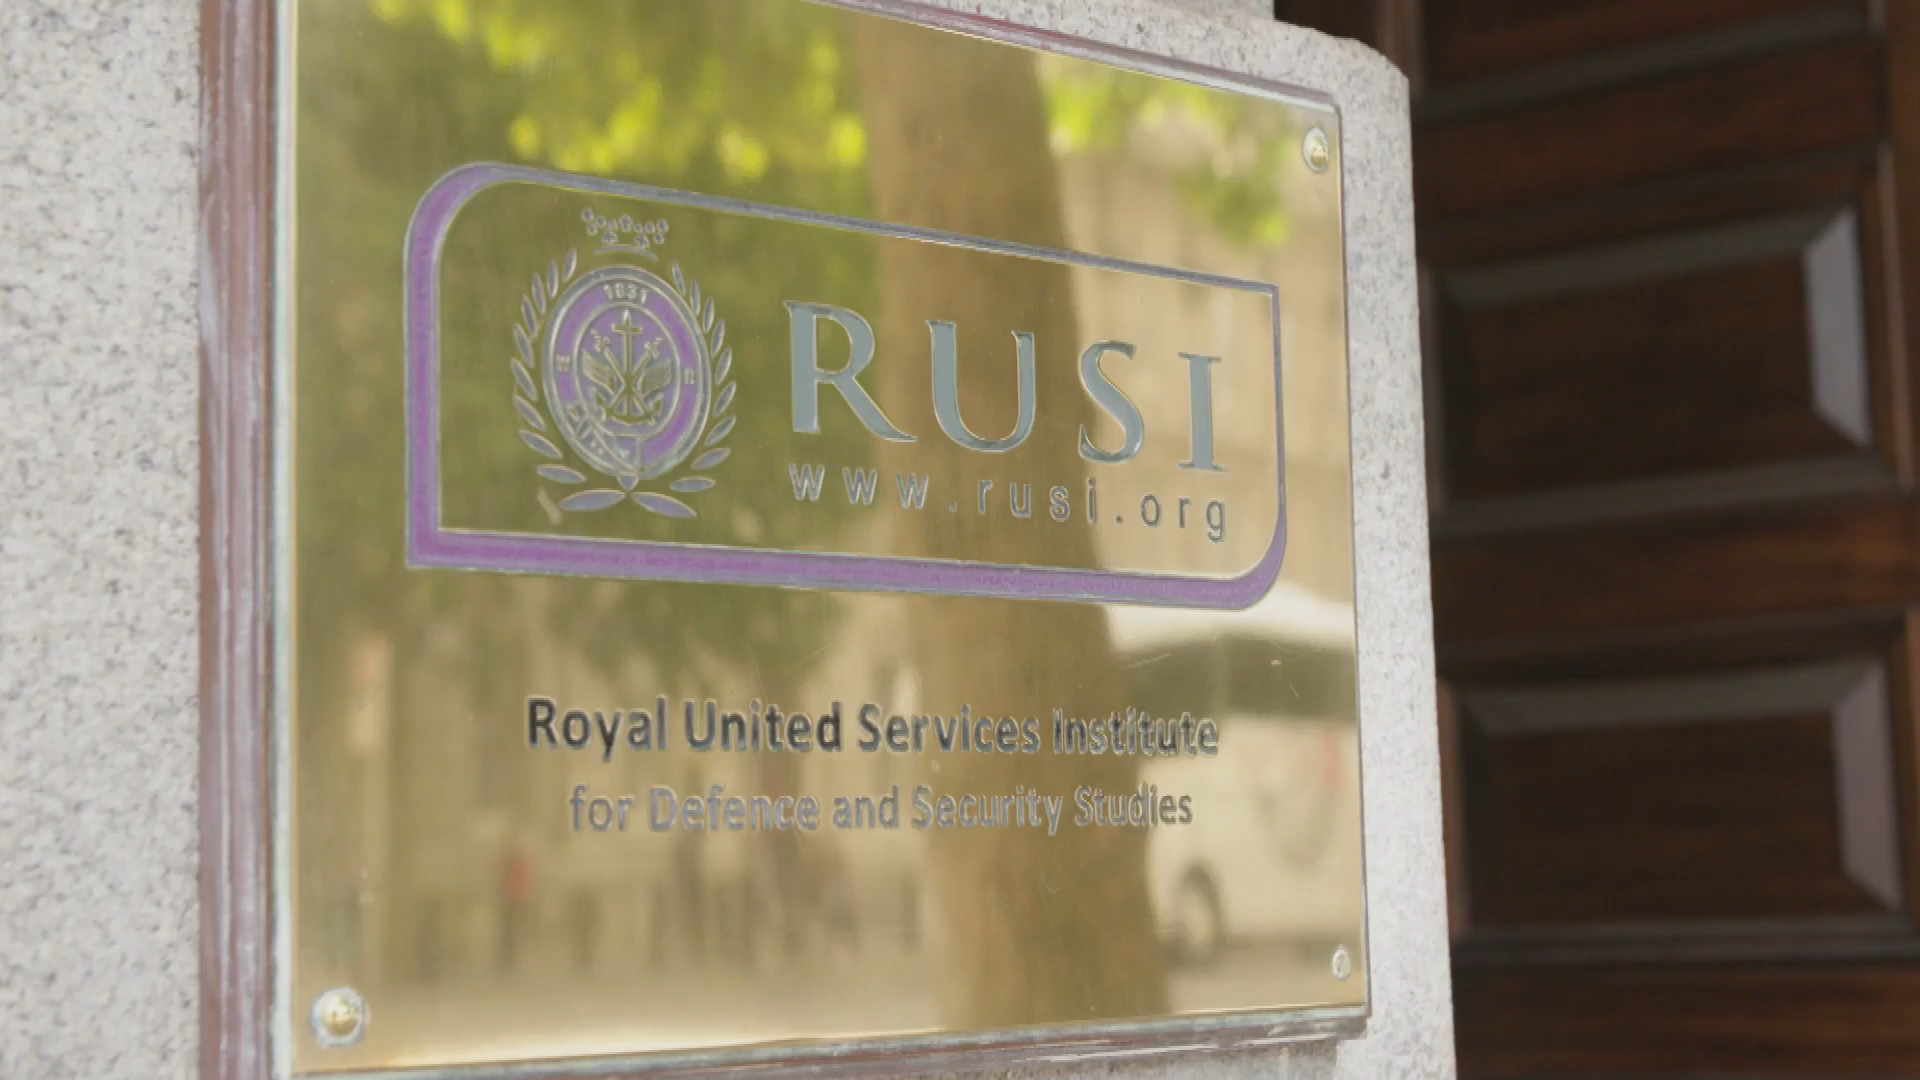 1831
RUSI
www.rusi.org
Royal United Services Institute
for Defence and Security Studies